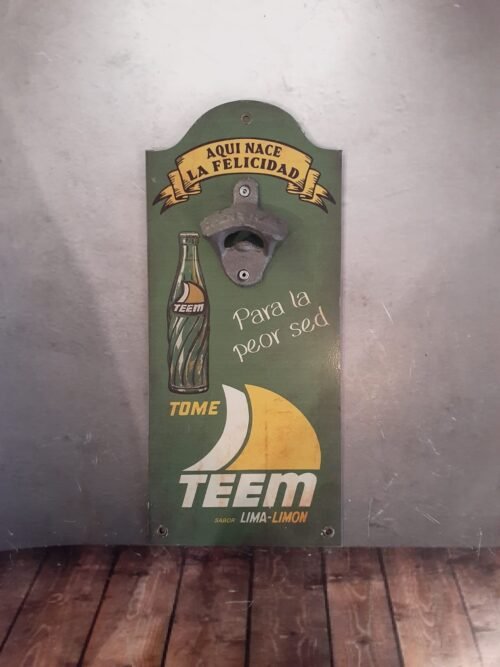 AQUI NACE
LA FELICIDAD
TEEM
Para la
peor sed
TOME
TEEM
SABOR LIMA-LIMON